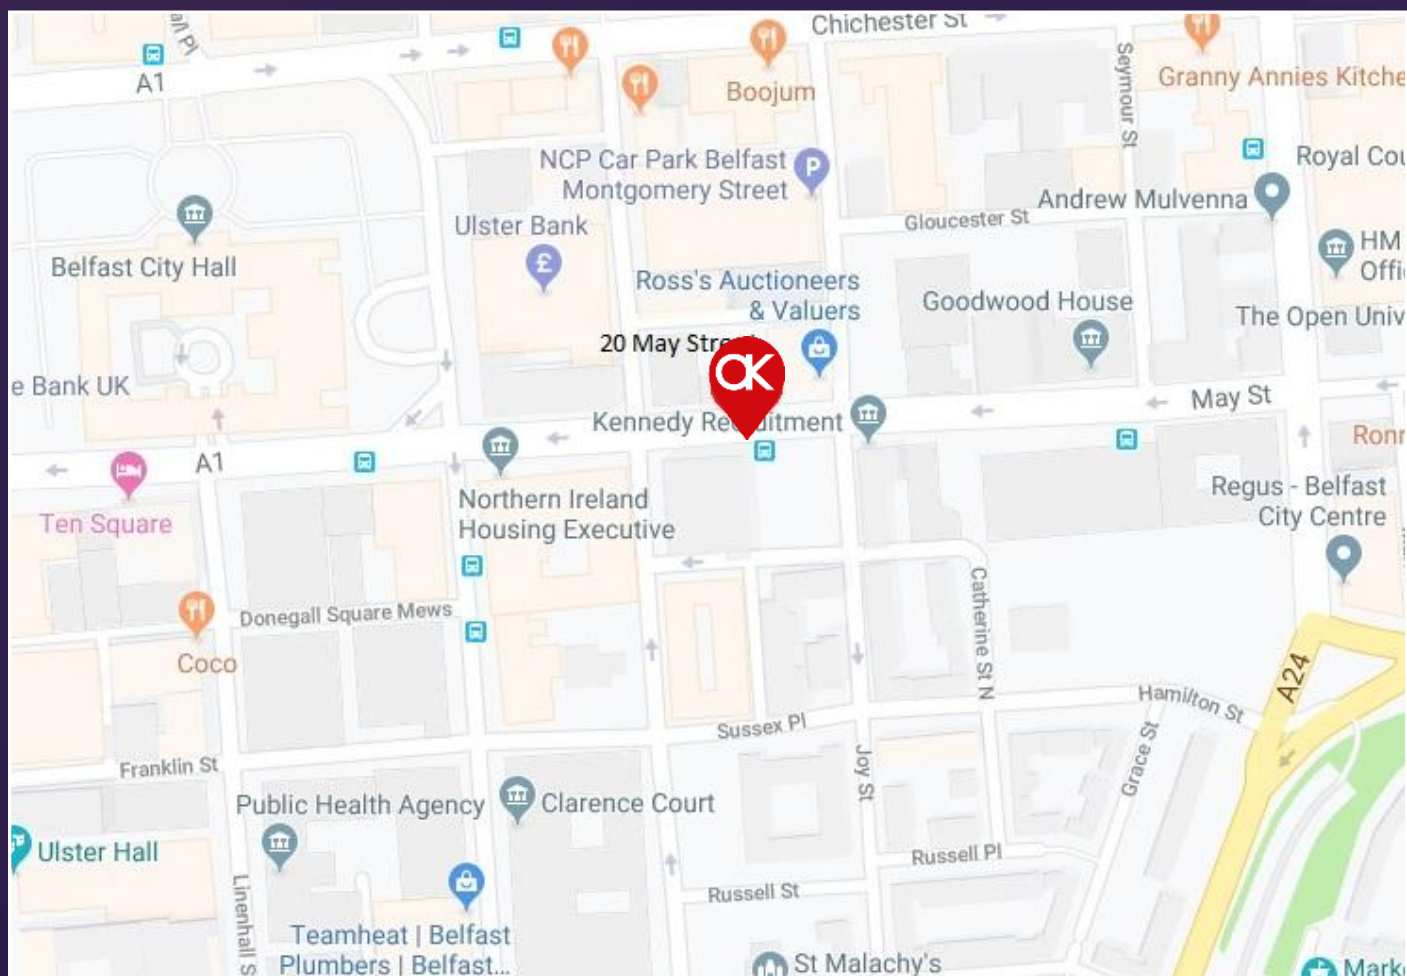 Chichester St
all Pl
A1
Boojum
Seymour St
Granny Annies Kitche
NCP Car Park Belfast
Montgomery Street
Royal Cou
Andrew Mulvenna
Gloucester St
Ulster Bank
£
P
HM
Offi
Belfast City Hall
Ross's Auctioneers
& Valuers
Goodwood House
The Open Univ
20 May Stre
OK
e Bank UK
May St
Kennedy Recruitment
Ronn
A1
Northern Ireland
Housing Executive
Ten Square
Regus - Belfast
City Centre
Catherine St N
Donegall Square Mews
Coco
A24
Hamilton St
Sussex Pl
Grace St
Joy St
Franklin St
Public Health Agency
Clarence Court
Ulster Hall
Russell Pl
Russell St
Linenhall S
Teamheat | Belfast
Plumbers | Belfast...
St Malachy's
Mark